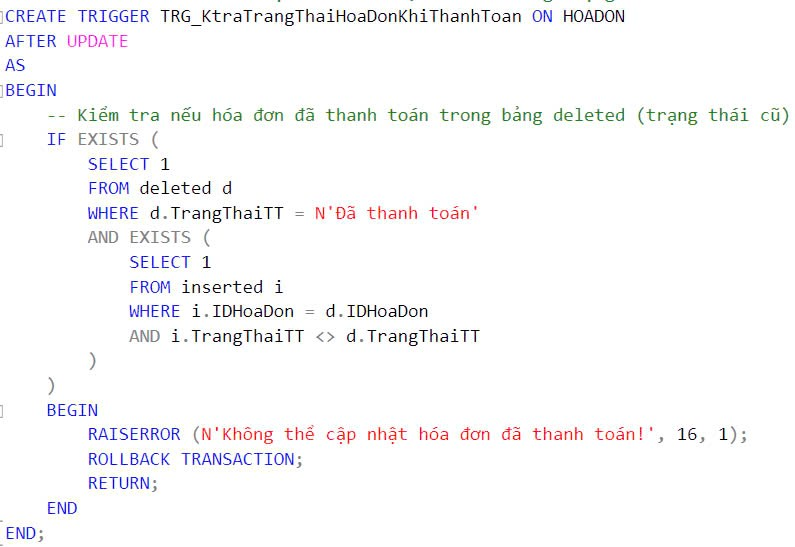 CREATE TRIGGER TRG_KtraTrangThaiHoaDonKhiThanhToan ON HOADON
AFTER UPDATE
AS
BEGIN
    -- Kiểm tra nếu hóa đơn đã thanh toán trong bảng deleted (trạng thái cũ)
    IF EXISTS (
        SELECT 1
        FROM deleted d
        WHERE d.TrangThaiTT = N'Đã thanh toán'
        AND EXISTS (
            SELECT 1
            FROM inserted i
            WHERE i.IDHoaDon = d.IDHoaDon
            AND i.TrangThaiTT <> d.TrangThaiTT
        )
    )
    BEGIN
        RAISERROR (N'Không thể cập nhật hóa đơn đã thanh toán!', 16, 1);
        ROLLBACK TRANSACTION;
        RETURN;
    END
END;